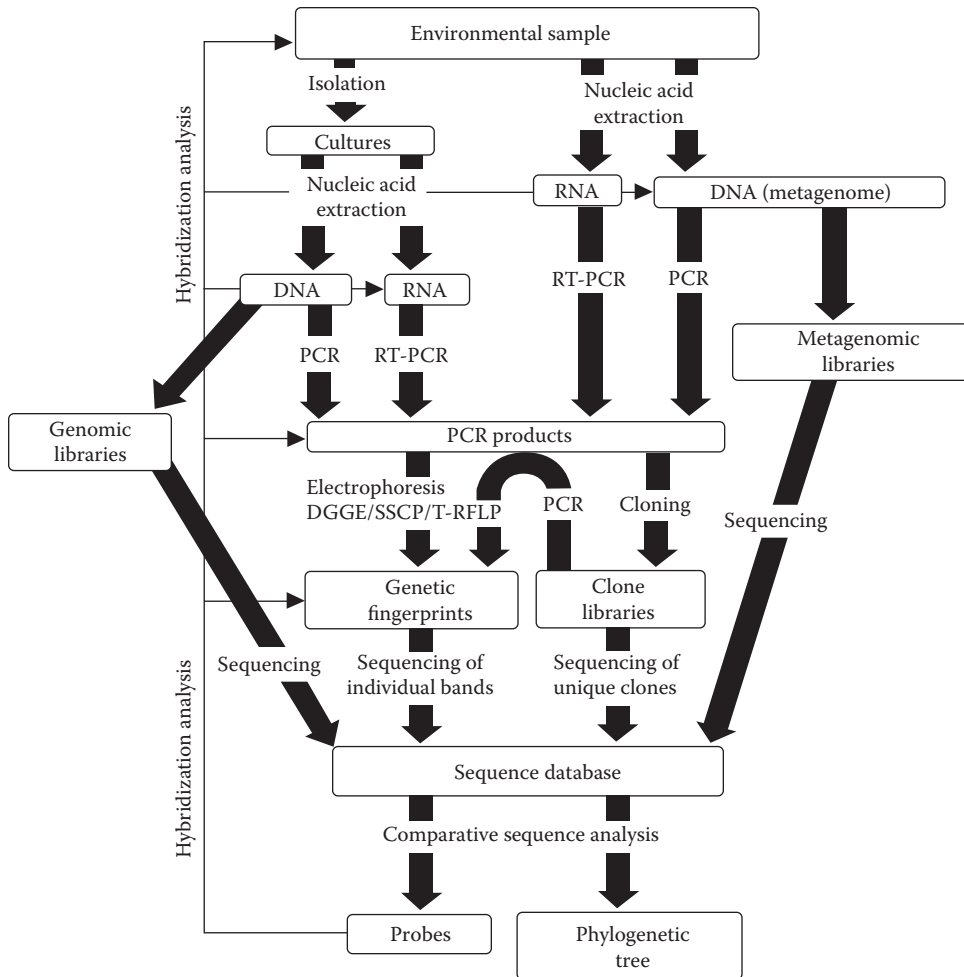 Environmental sample
Isolation
Nucleic acid
extraction
Hybridization analysis
Cultures
Nucleic acid
extraction
RNA
DNA (metagenome)
RT-PCR
PCR
DNA
RNA
Metagenomic
libraries
PCR
RT-PCR
Genomic
libraries
PCR products
Electrophoresis
DGGE/SSCP/T-RFLP
PCR
Cloning
Sequencing
Genetic
fingerprints
Clone
libraries
Sequencing
Sequencing of
individual bands
Sequencing of
unique clones
Hybridization analysis
Sequence database
Comparative sequence analysis
Probes
Phylogenetic
tree